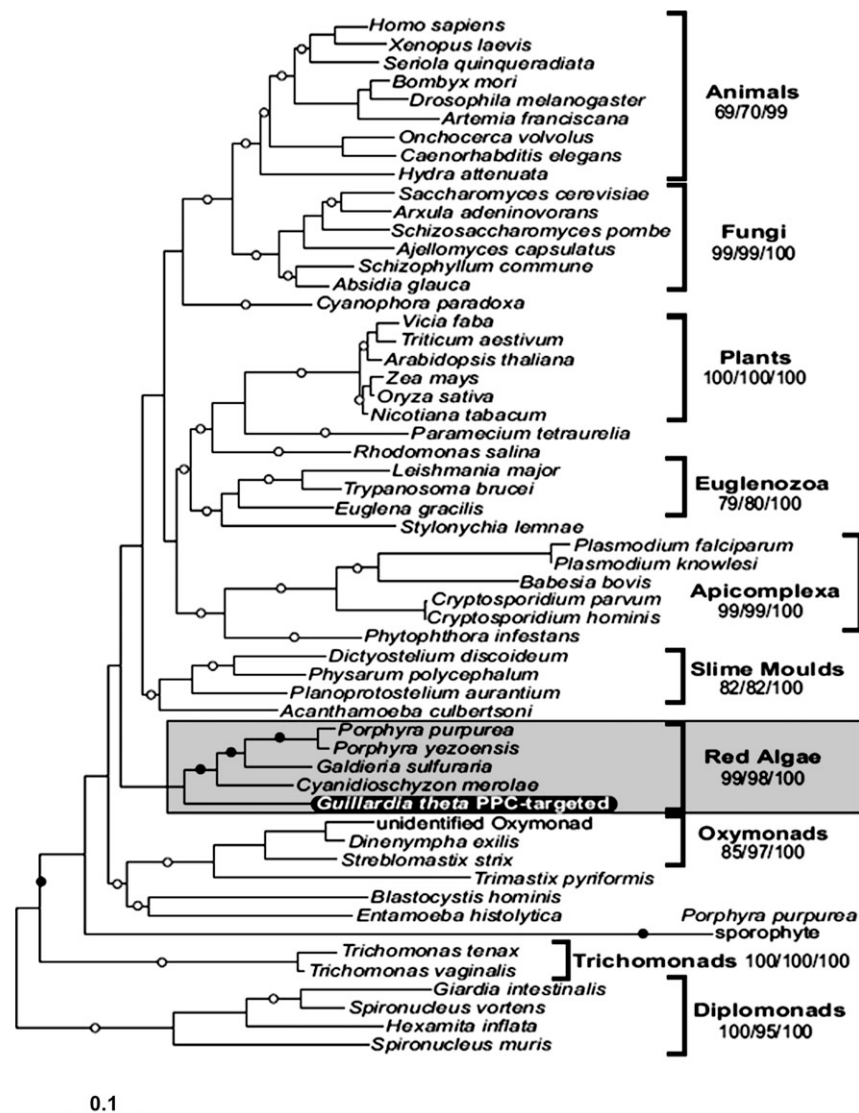 Homo sapiens
Xenopus laevis
Seriola quinqueradiata
Bombyx mori
Drosophila melanogaster
Artemia franciscana
Onchocerca volvolus
Caenorhabditis elegans
Hydra attenuata
Animals
69/70/99
Saccharomyces cerevisiae
Arxula adeninovorans
Schizosaccharomyces pombe
Ajellomyces capsulatus
Schizophyllum commune
Absidia glauca
Fungi
99/99/100
Cyanophora paradoxa
Vicia faba
Triticum aestivum
Arabidopsis thaliana
Zea mays
Oryza sativa
Nicotiana tabacum
Plants
100/100/100
Paramecium tetraurelia
Rhodomonas salina
Leishmania major
Trypanosoma brucei
Euglena gracilis
Euglenozoa
79/80/100
Stylonychia lemnae
Plasmodium falciparum
Plasmodium knowlesi
Babesia bovis
Cryptosporidium parvum
Cryptosporidium hominis
Apicomplexa
99/99/100
Phytophthora infestans
Dictyostelium discoideum
Physarum polycephalum
Planoprotostelium aurantium
Slime Moulds
82/82/100
Acanthamoeba culbertsoni
Porphyra purpurea
Porphyra yezoensis
Galdieria sulfuraria
Cyanidioschyzon merolae
Guillardia theta PPC-targeted
Red Algae
99/98/100
unidentified Oxymonad
Dinenympha exilis
Streblomastix strix
Oxymonads
85/97/100
Trimastix pyriformis
Blastocystis hominis
Entamoeba histolytica
Porphyra purpurea
sporophyte
Trichomonas tenax
Trichomonas vaginalis
Trichomonads 100/100/100
Giardia intestinalis
Spironucleus vortens
Hexamita inflata
Spironucleus muris
Diplomonads
100/95/100
0.1